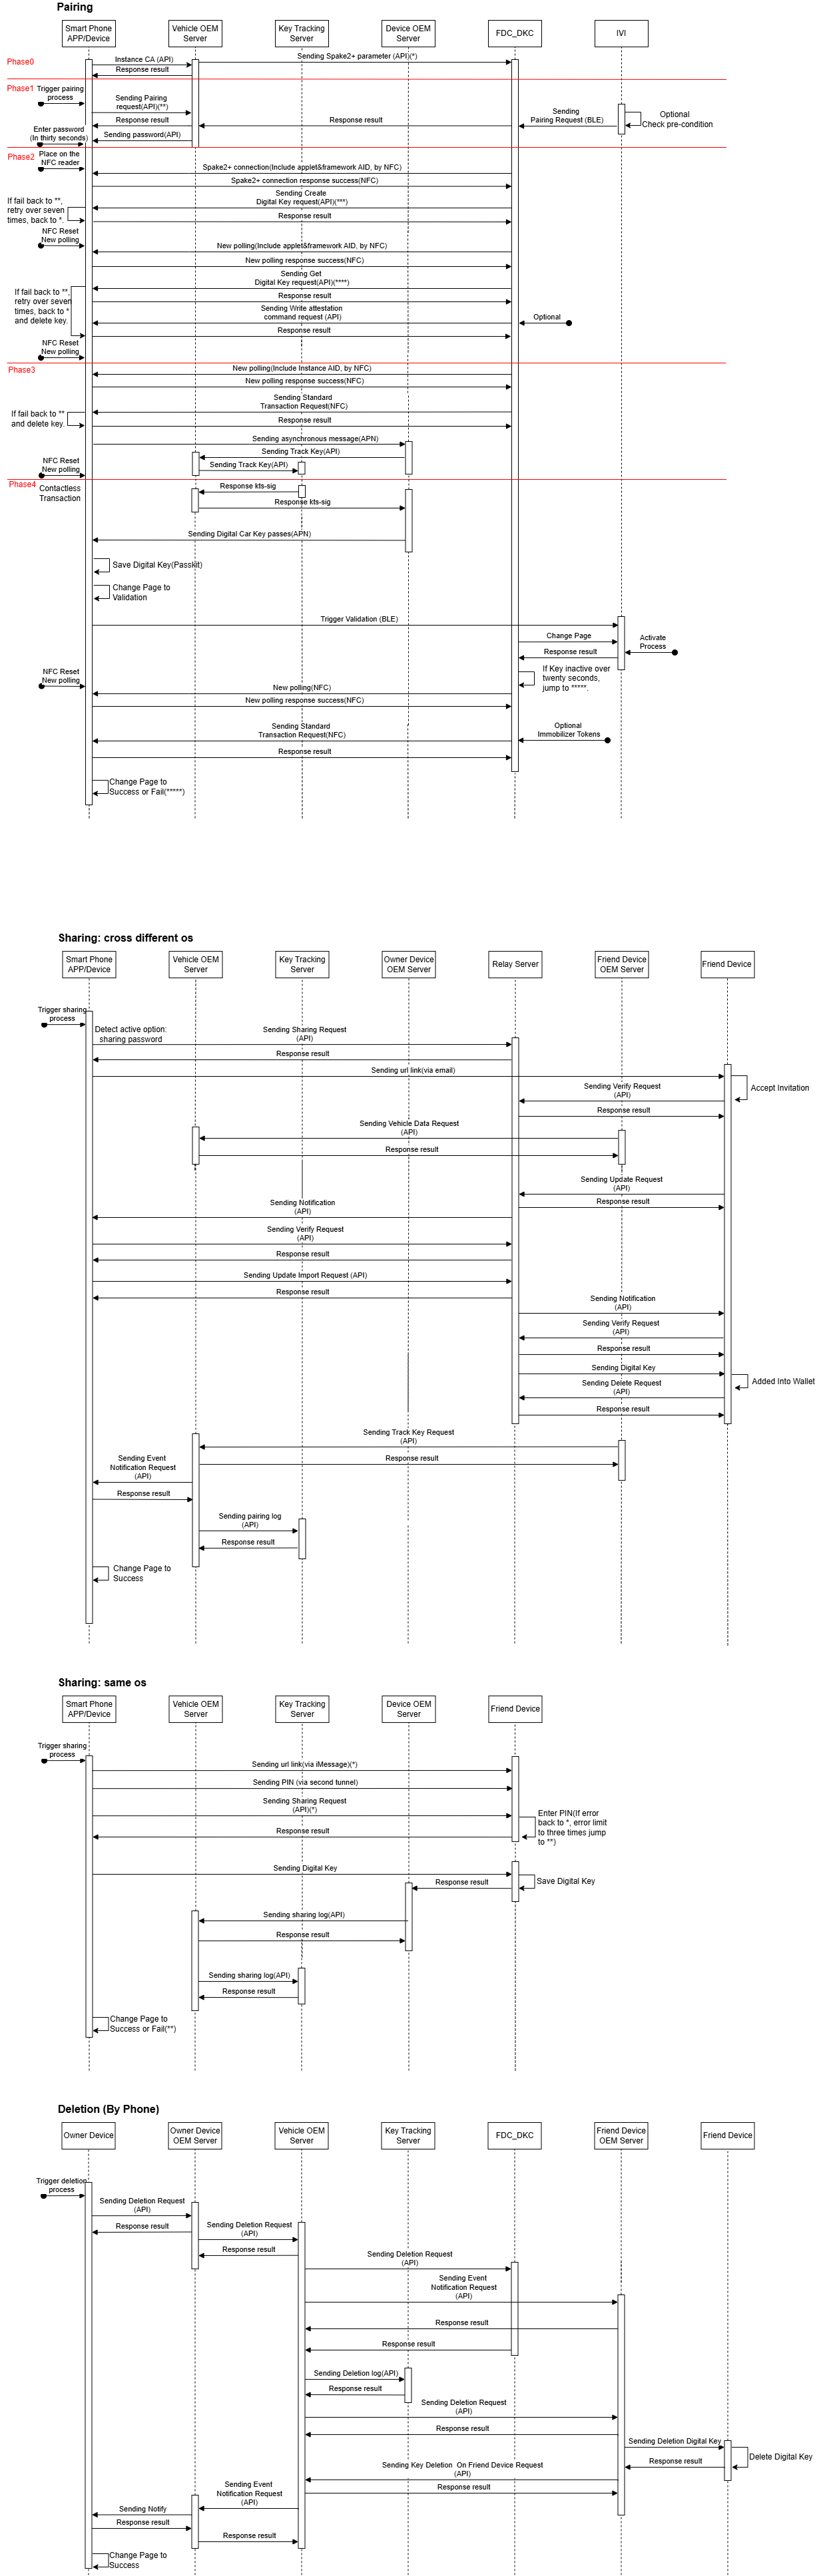 Pairing
Smart Phone
APP/Device
Vehicle OEM
Server
Key Tracking
Server
Device OEM
Server
FDC_DKC
IVI
Phase0
Instance CA (API)
Sending Spake2+ parameter (API)(*)
Response result
Phase1
Trigger pairing
process
Sending Pairing
request(API)(**)
Sending
Pairing Request (BLE)
Optional
Check pre-condition
Response result
Response result
Enter password
(In thirty seconds)
Sending password(API)
Phase2
Place on the
NFC reader
Spake2+ connection(Include applet&framework AID, by NFC)
Spake2+ connection response success(NFC)
Sending Create
Digital Key request(API)(***)
If fail back to **,
retry over seven
times, back to *.
Response result
NFC Reset
New polling
New polling(Include applet&framework AID, by NFC)
New polling response success(NFC)
Sending Get
Digital Key request(API)(****)
If fail back to **,
retry over seven
times, back to *
and delete key.
Response result
Sending Write attestation
command request (API)
Optional
Response result
NFC Reset
New polling
Phase3
New polling(Include Instance AID, by NFC)
New polling response success(NFC)
Sending Standard
Transaction Request(NFC)
If fail back to **
and delete key.
Response result
Sending asynchronous message(APN)
Sending Track Key(API)
NFC Reset
New polling
Sending Track Key(API)
Phase4
Contactless
Transaction
Response kts-sig
Response kts-sig
Sending Digital Car Key passes(APN)
Save Digital Key(Passkit)
Change Page to
Validation
Trigger Validation (BLE)
Change Page
Activate
Process
Response result
If Key inactive over
twenty seconds,
jump to *****.
NFC Reset
New polling
New polling(NFC)
New polling response success(NFC)
Sending Standard
Transaction Request(NFC)
Optional
Immobilizer Tokens
Response result
Change Page to
Success or Fail(*****)
Sharing: cross different os
Smart Phone
APP/Device
Vehicle OEM
Server
Key Tracking
Server
Owner Device
OEM Server
Relay Server
Friend Device
OEM Server
Friend Device
Trigger sharing
process
Detect active option:
sharing password
Sending Sharing Request
(API)
Response result
Sending url link(via email)
Accept Invitation
Sending Verify Request
(API)
Response result
Sending Vehicle Data Request
(API)
Response result
Sending Update Request
(API)
Response result
Sending Notification
(API)
Sending Verify Request
(API)
Response result
Sending Update Import Request (API)
Response result
Sending Notification
(API)
Sending Verify Request
(API)
Response result
Sending Digital Key
Added Into Wallet
Sending Delete Request
(API)
Response result
Sending Track Key Request
(API)
Response result
Sending Event
Notification Request
(API)
Response result
Sending pairing log
(API)
Response result
Change Page to
Success
Sharing: same os
Smart Phone
APP/Device
Vehicle OEM
Server
Key Tracking
Server
Device OEM
Server
Friend Device
Trigger sharing
process
Sending url link(via iMessage)(*)
Sending PIN (via second tunnel)
Sending Sharing Request
(API)(*)
Enter PIN(If error
back to *, error limit
to three times jump
to **)
Response result
Sending Digital Key
Save Digital Key
Response result
Sending sharing log(API)
Response result
Sending sharing log(API)
Response result
Change Page to
Success or Fail(**)
Deletion (By Phone)
Owner Device
Owner Device
OEM Server
Vehicle OEM
Server
Key Tracking
Server
FDC_DKC
Friend Device
OEM Server
Friend Device
Trigger deletion
process
Sending Deletion Request
(API)
Response result
Sending Deletion Request
(API)
Response result
Sending Deletion Request
(API)
Sending Event
Notification Request
(API)
Response result
Response result
Sending Deletion log(API)
Response result
Sending Deletion Request
(API)
Response result
Sending Deletion Digital Key
Delete Digital Key
Response result
Sending Key Deletion  On Friend Device Request
(API)
Response result
Sending Event
Notification Request
(API)
Sending Notify
Response result
Response result
Change Page to
Success